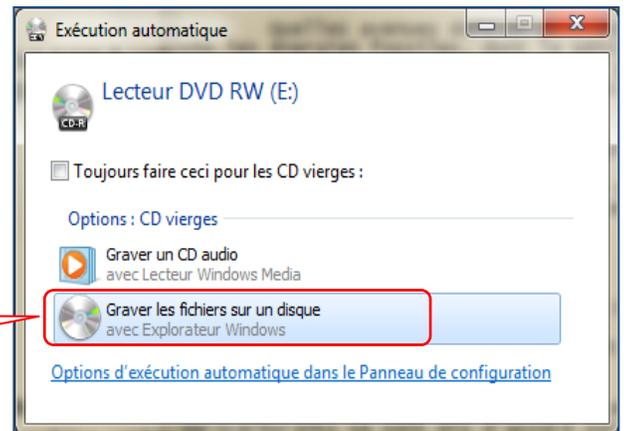 Exécution automatique
Lecteur DVD RW (E:)
CD-R
Toujours faire ceci pour les CD vierges :
Options : CD vierges
Graver un CD audio
avec Lecteur Windows Media
Graver les fichiers sur un disque
avec Explorateur Windows
Options d'exécution automatique dans le Panneau de configuration